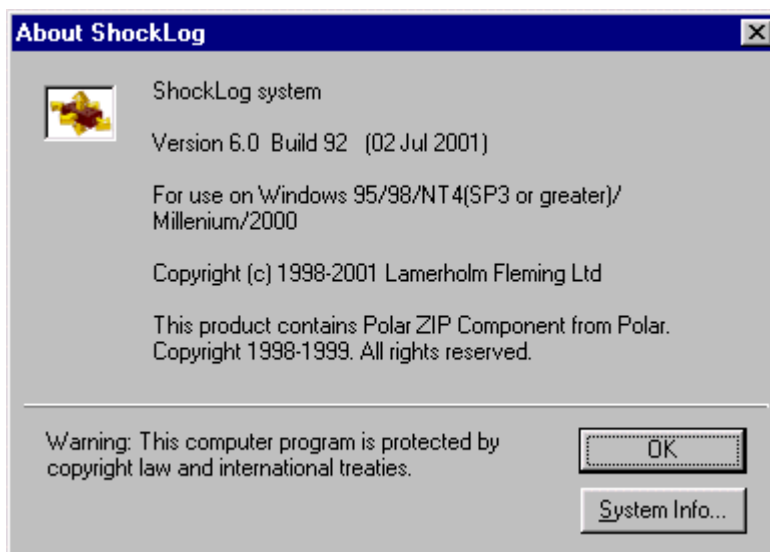 About ShockLog
ShockLog system
Version 6.0 Build 92 (02 Jul 2001)
For use on Windows 95/98/NT4(SP3 or greater)/
Millenium/2000
Copyright (c) 1998-2001 Lamerholm Fleming Ltd
This product contains Polar ZIP Component from Polar.
Copyright 1998-1999. All rights reserved.
Warning: This computer program is protected by
copyright law and international treaties.
OK
System Info...